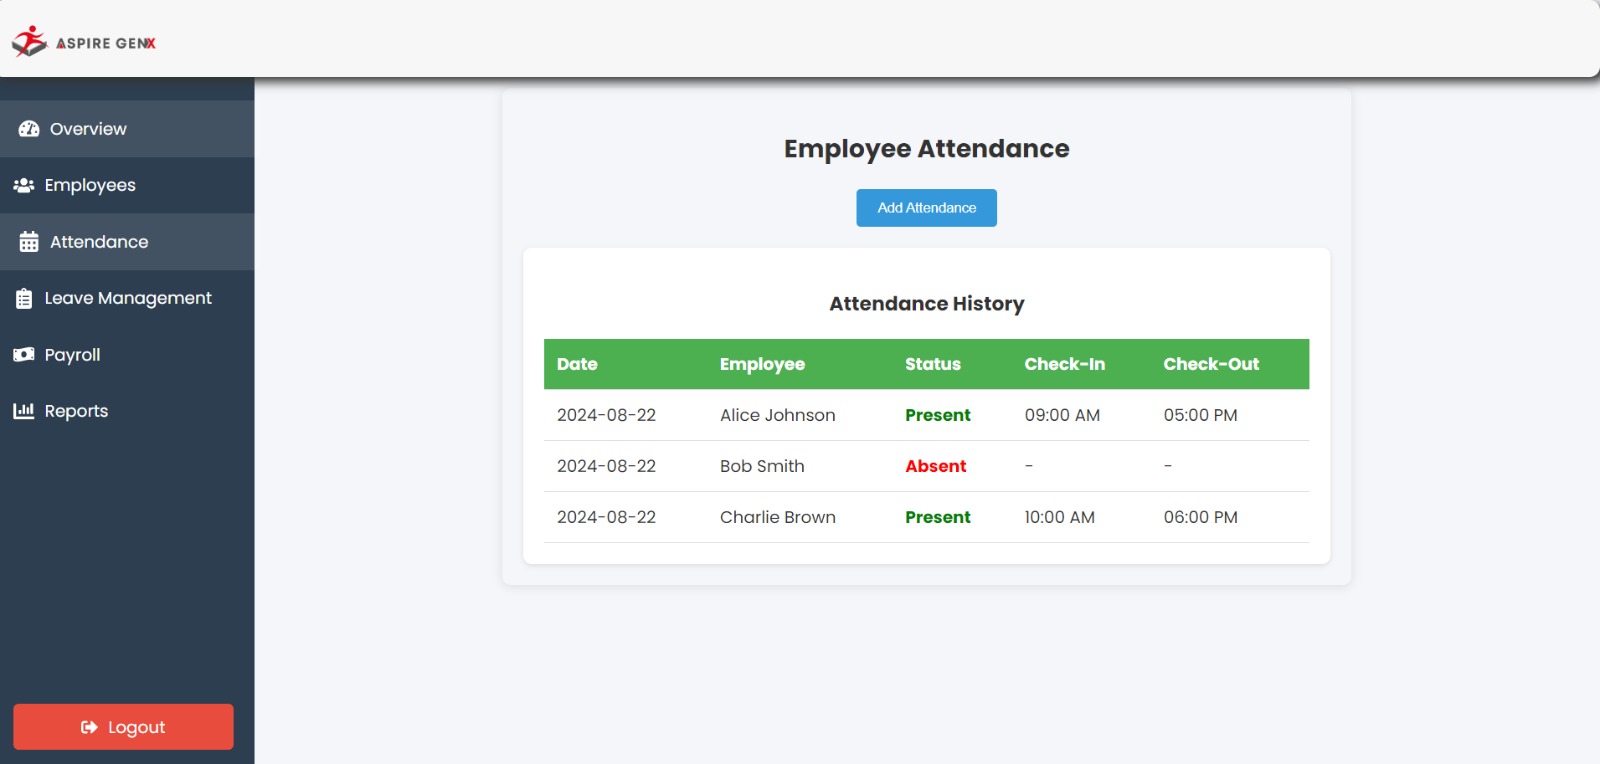 ASPIRE GENX
Overview
Employees
Attendance
Leave Management
Payroll
Reports
Logout
Employee Attendance
Add Attendance
Attendance History
Date Employee Status Check-In Check-Out
2024-08-22 Alice Johnson Present 09:00 AM 05:00 PM
2024-08-22 Bob Smith Absent - -
2024-08-22 Charlie Brown Present 10:00 AM 06:00 PM